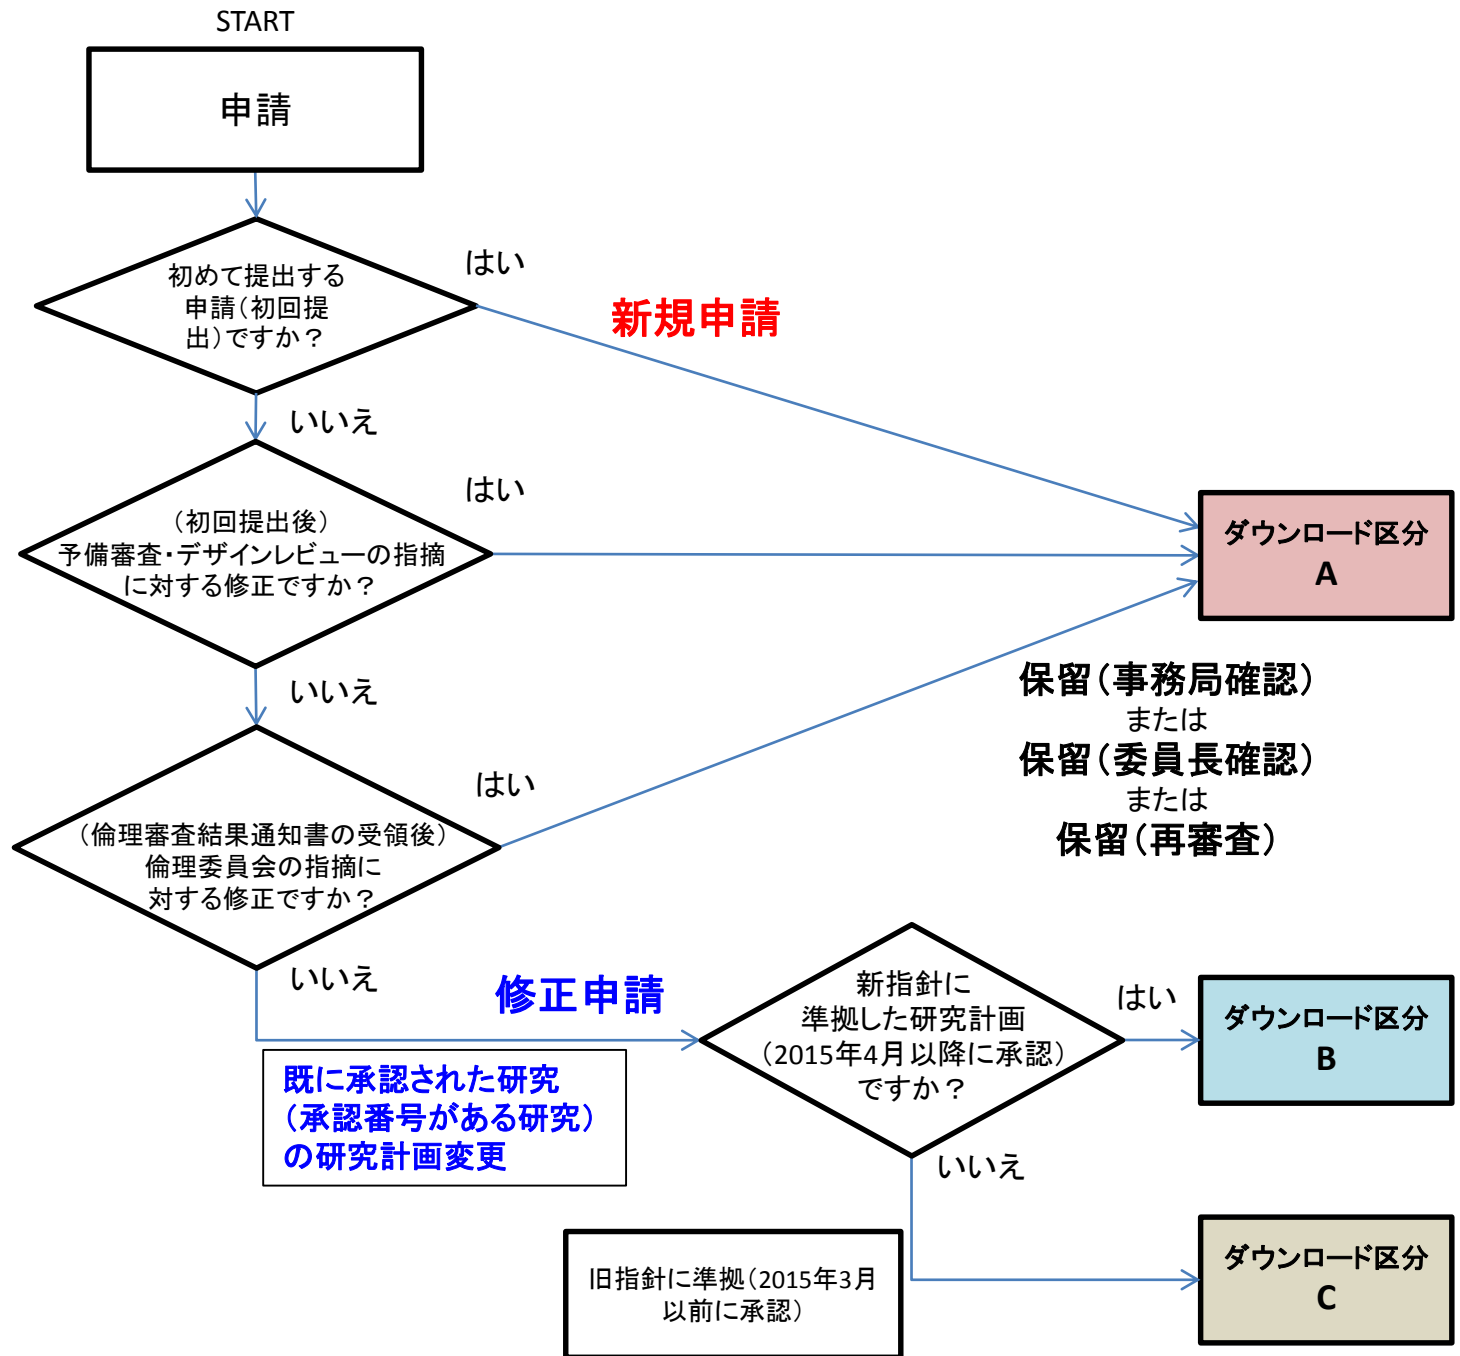 START
申請
初めて提出する
申請(初回提
出)ですか？
はい
新規申請
いいえ
(初回提出後)
予備審査・デザインレビューの指摘
に対する修正ですか？
はい
ダウンロード区分
A
いいえ
保留(事務局確認)
または
保留(委員長確認)
または
保留(再審査)
(倫理審査結果通知書の受領後)
倫理委員会の指摘に
対する修正ですか？
はい
いいえ
修正申請
既に承認された研究
(承認番号がある研究)
の研究計画変更
新指針に
準拠した研究計画
(2015年4月以降に承認)
ですか？
はい
ダウンロード区分
B
いいえ
旧指針に準拠(2015年3月
以前に承認)
ダウンロード区分
C